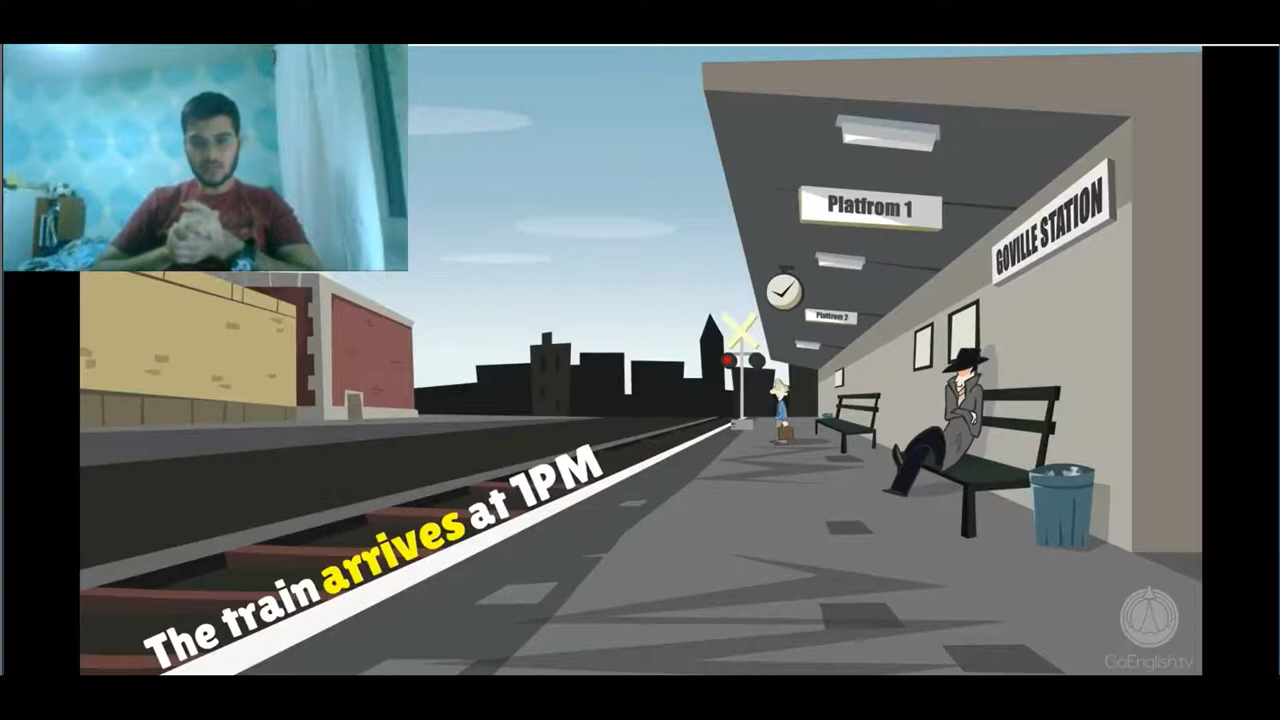 Platfrom 1
GOVILLE STATION
Platfrom 2
The train arrives at 1PM
GoEnglish.tv